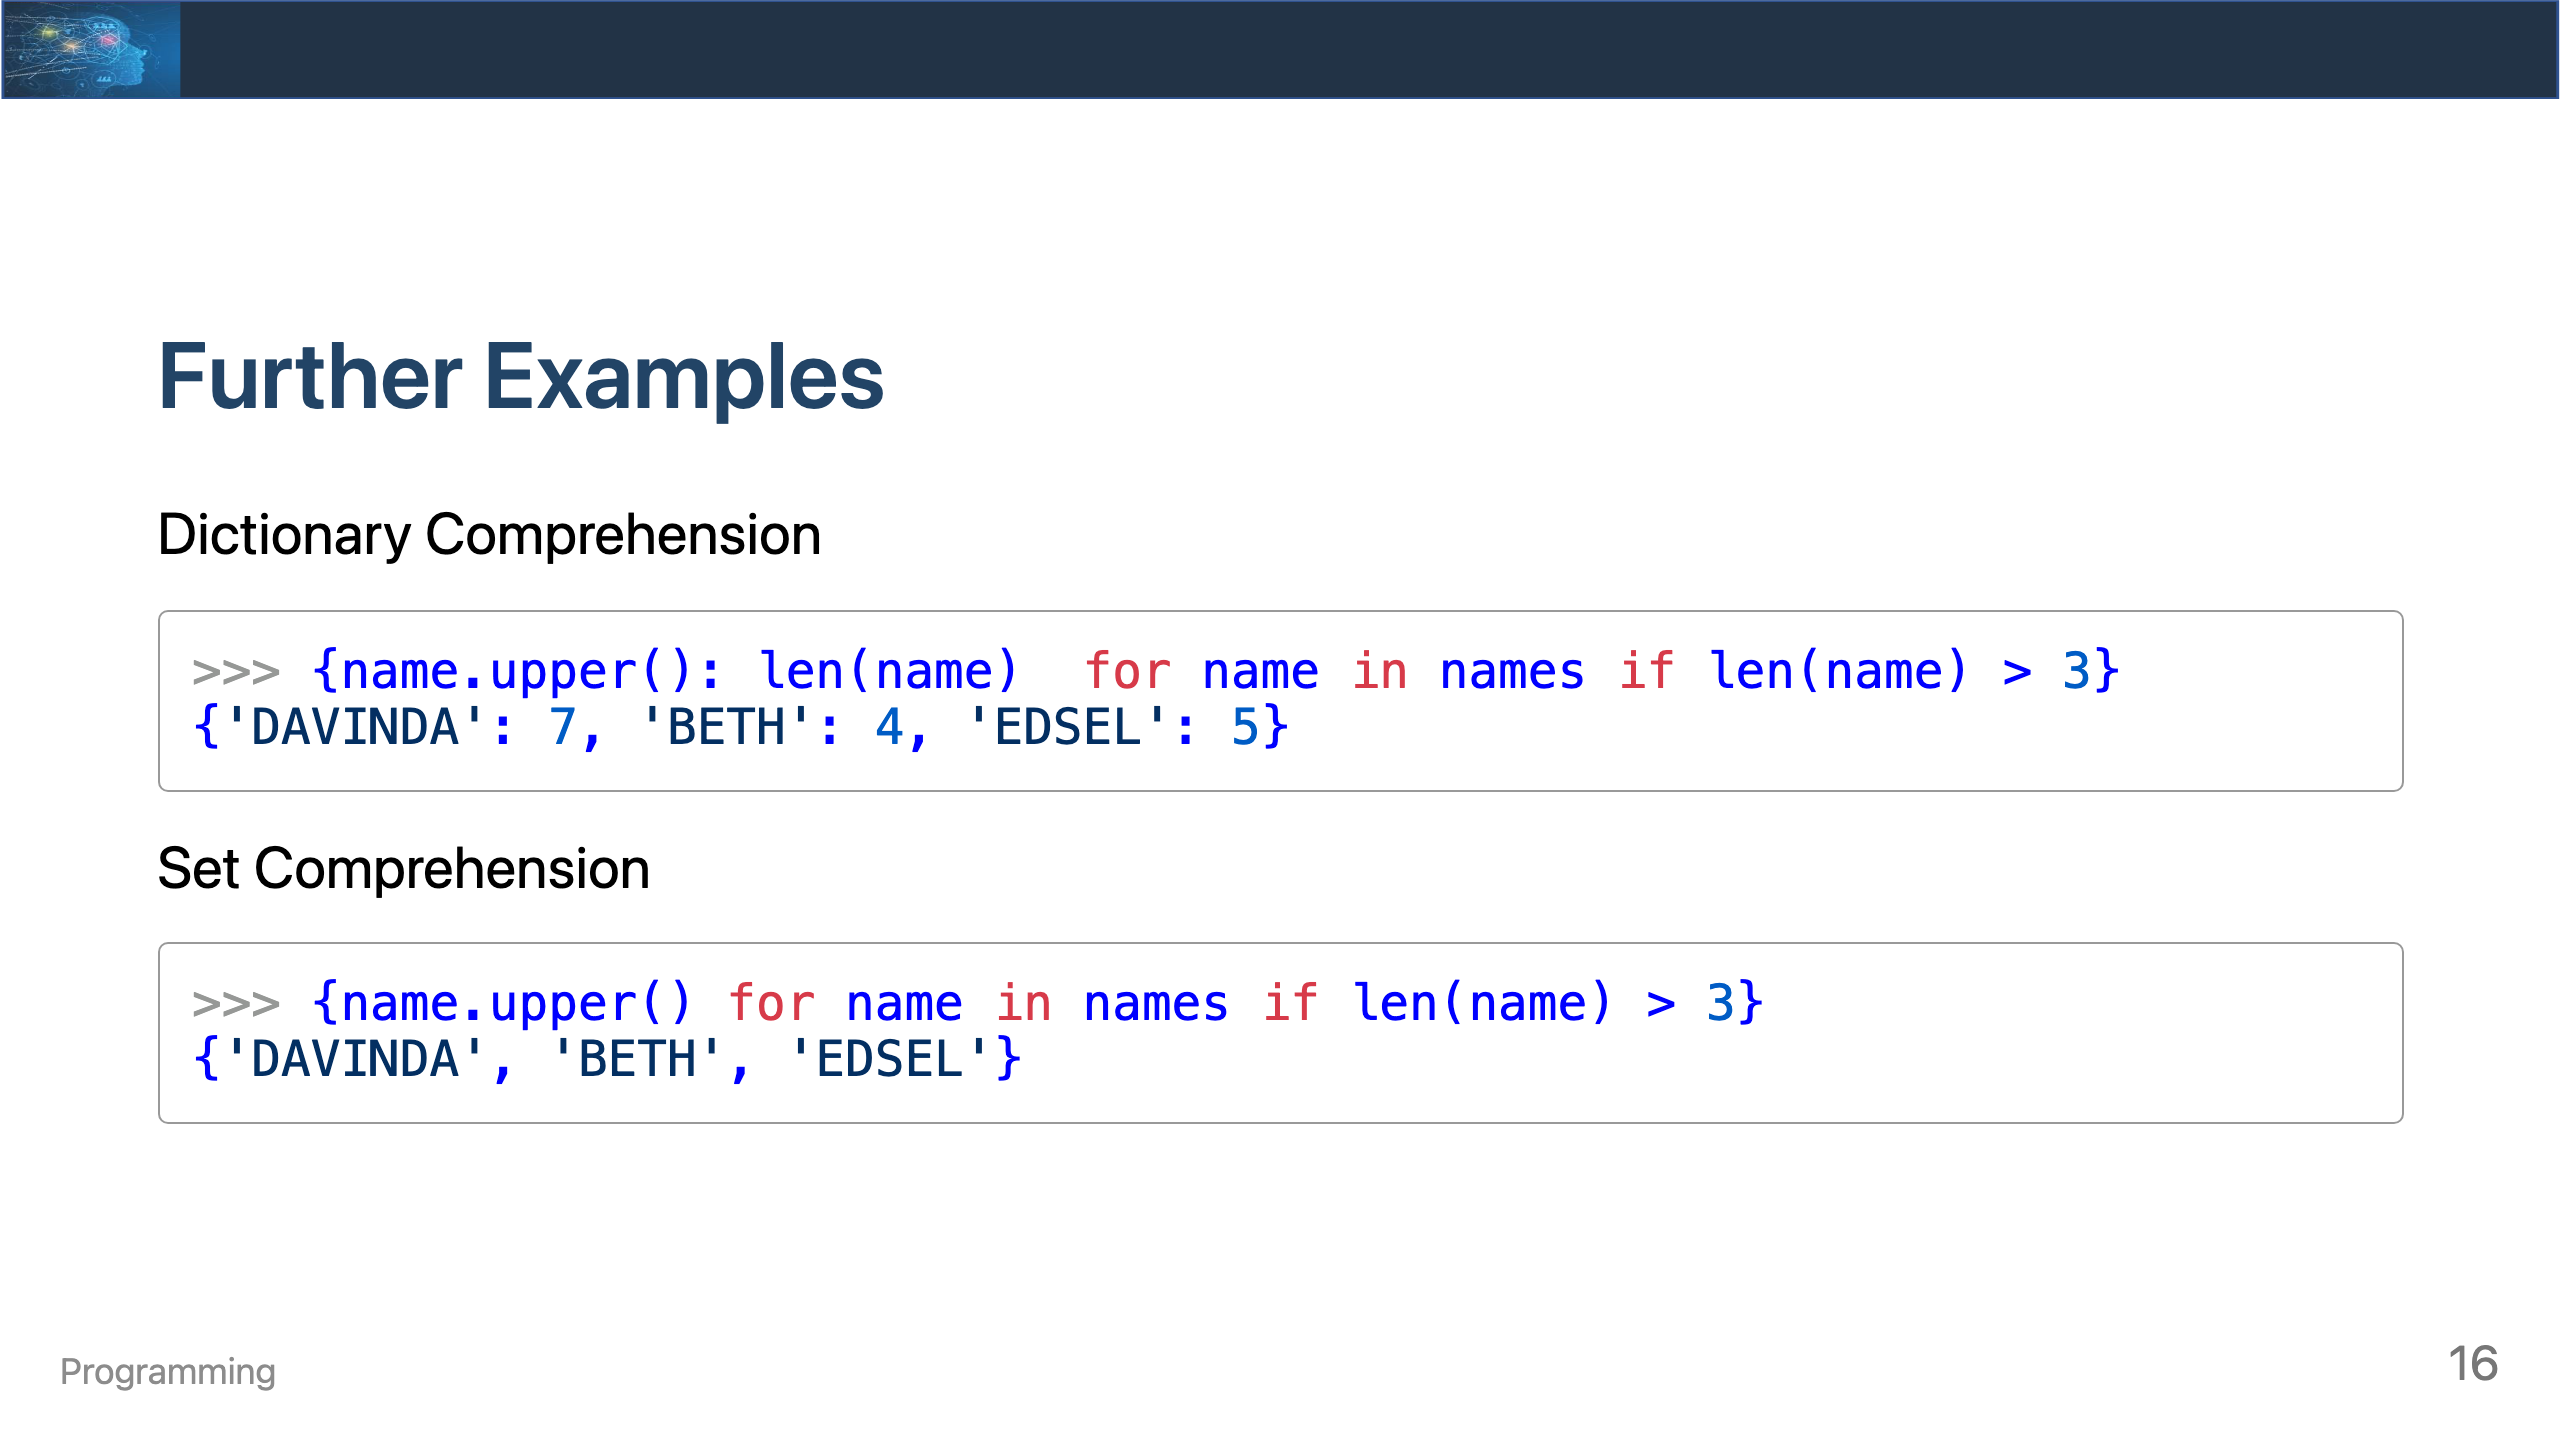 Further Examples
Dictionary Comprehension
>>> {name.upper(): len(name)  for name in names if len(name) > 3}
{'DAVINDA': 7, 'BETH': 4, 'EDSEL': 5}
Set Comprehension
>>> {name.upper() for name in names if len(name) > 3}
{'DAVINDA', 'BETH', 'EDSEL'}
Programming
16